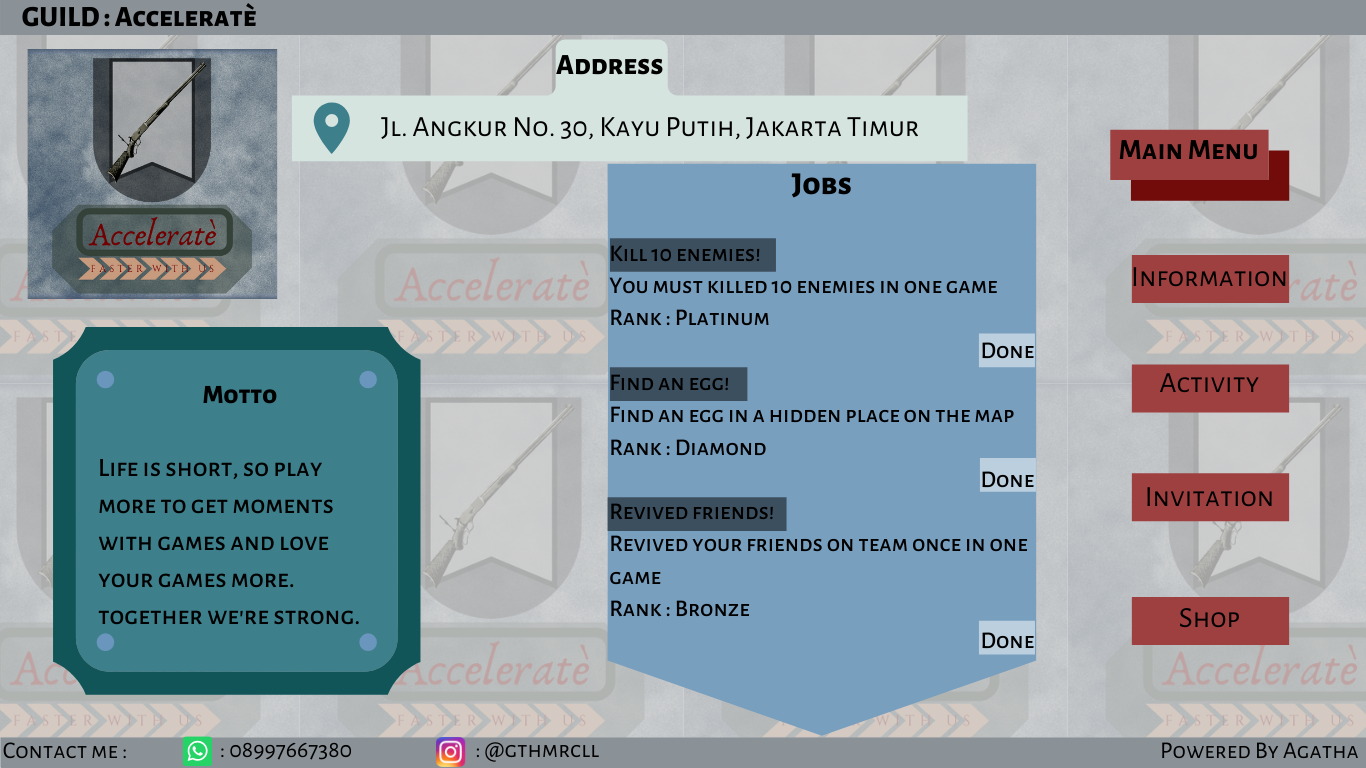 GUILD : Acceleratè
Acceleratè
FASTER WITH US
Address
Jl. Angkur No. 30, Kayu Putih, Jakarta Timur
Motto
Life is short, so play
more to get moments
with games and love
your games more.
together we're strong.
Jobs
Kill 10 enemies!
You must killed 10 enemies in one game
Rank : Platinum
Done
Find an egg!
Find an egg in a hidden place on the map
Rank : Diamond
Done
Revived friends!
Revived your friends on team once in one
game
Rank : Bronze
Done
Main Menu
Information
Activity
Invitation
Shop
Contact me :
: 08997667380
: @gthmrcll
Powered By Agatha